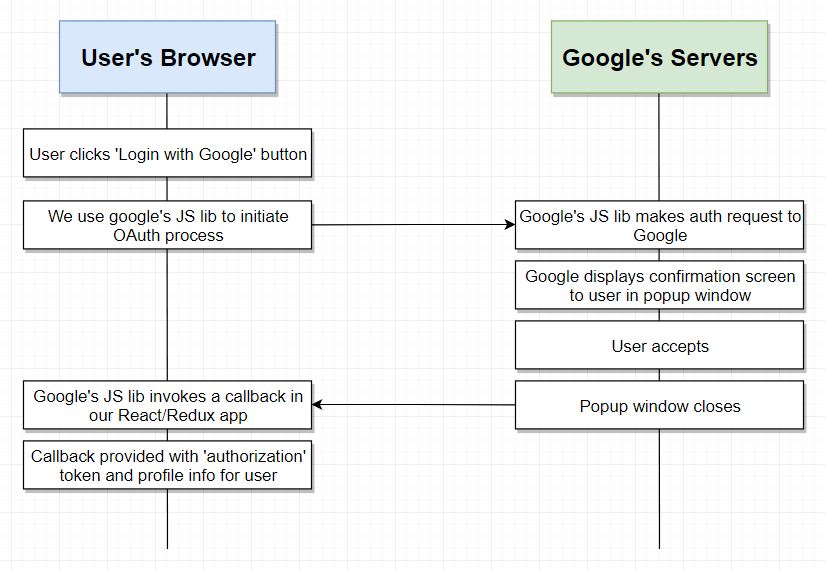 User's Browser
Google's Servers
User clicks 'Login with Google' button
We use google's JS lib to initiate
OAuth process
Google's JS lib makes auth request to
Google
Google displays confirmation screen
to user in popup window
User accepts
Google's JS lib invokes a callback in
our React/Redux app
Popup window closes
Callback provided with 'authorization'
token and profile info for user